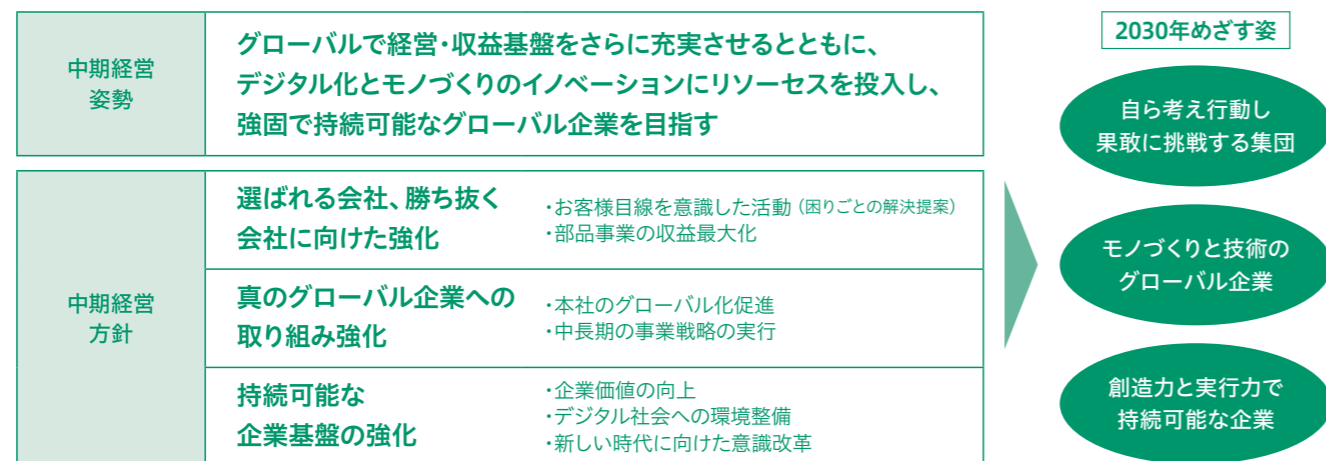 中期経営
姿勢
グローバルで経営・収益基盤をさらに充実させるとともに、
デジタル化とモノづくりのイノベーションにリソーセスを投入し、
強固で持続可能なグローバル企業を目指す
中期経営
方針
選ばれる会社、勝ち抜く
会社に向けた強化
・お客様目線を意識した活動（困りごとの解決提案）
・部品事業の収益最大化
真のグローバル企業への
取り組み強化
・本社のグローバル化促進
・中長期の事業戦略の実行
持続可能な
企業基盤の強化
・企業価値の向上
・デジタル社会への環境整備
・新しい時代に向けた意識改革
2030年めざす姿
自ら考え行動し
果敢に挑戦する集団
モノづくりと技術の
グローバル企業
創造力と実行力で
持続可能な企業